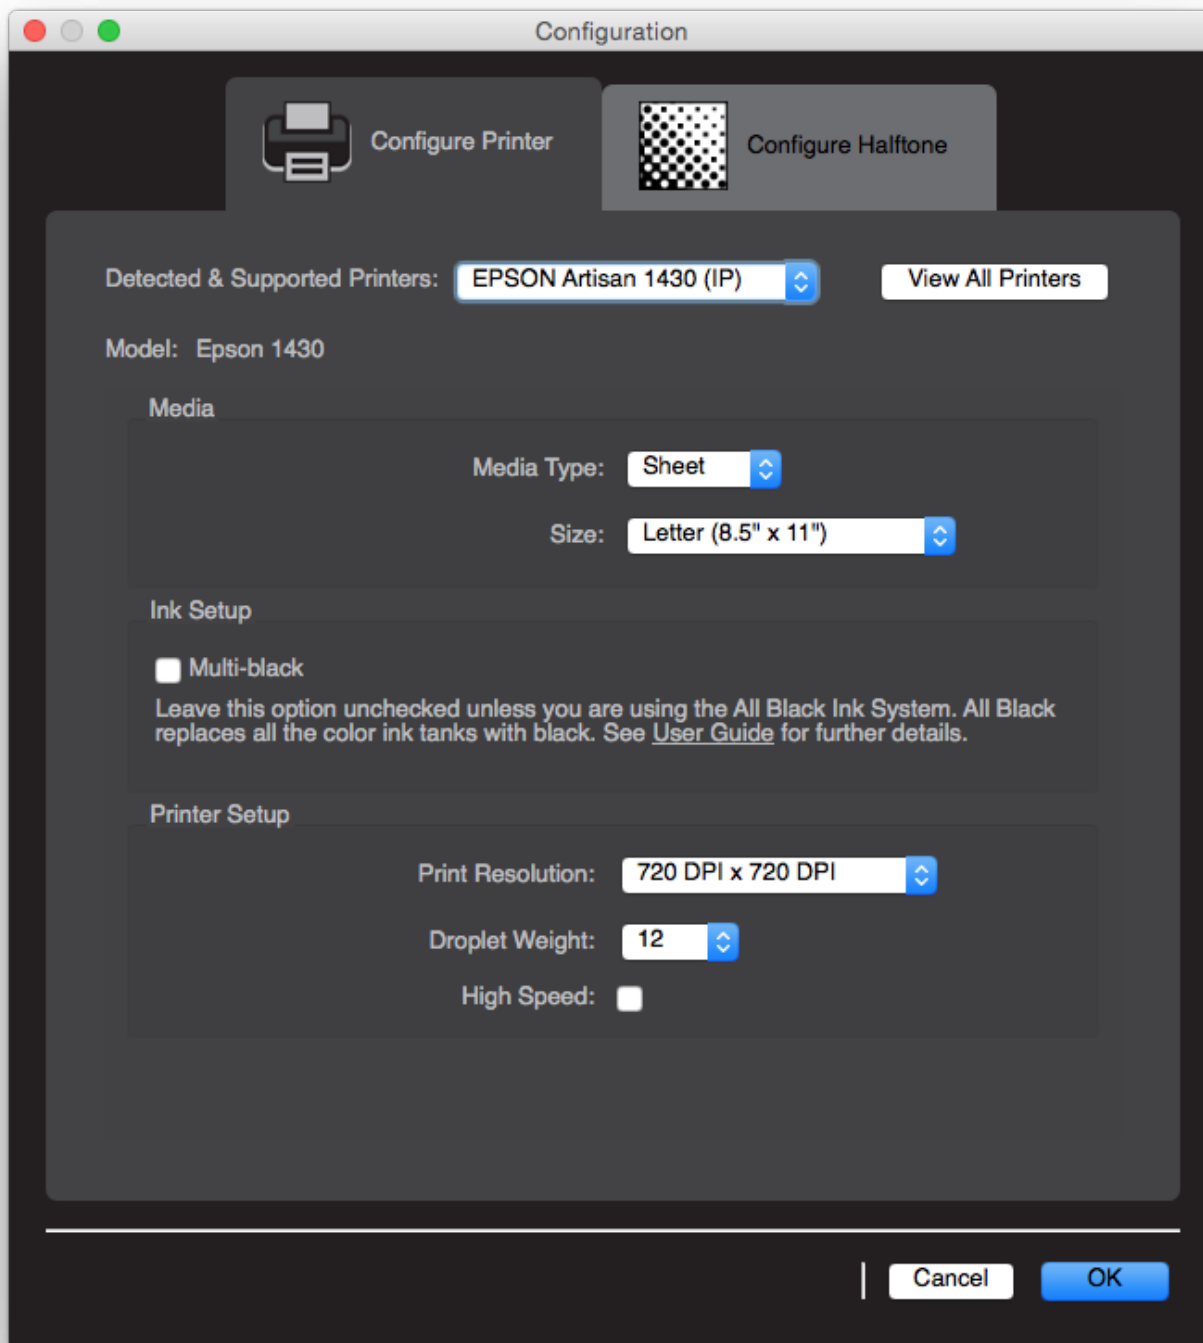 Configuration
Configure Printer
Configure Halftone
Detected & Supported Printers: EPSON Artisan 1430 (IP) View All Printers
Model: Epson 1430
Media
Media Type: Sheet
Size: Letter (8.5" x 11")
Ink Setup
Multi-black
Leave this option unchecked unless you are using the All Black Ink System. All Black
replaces all the color ink tanks with black. See User Guide for further details.
Printer Setup
Print Resolution: 720 DPI x 720 DPI
Droplet Weight: 12
High Speed:
Cancel OK